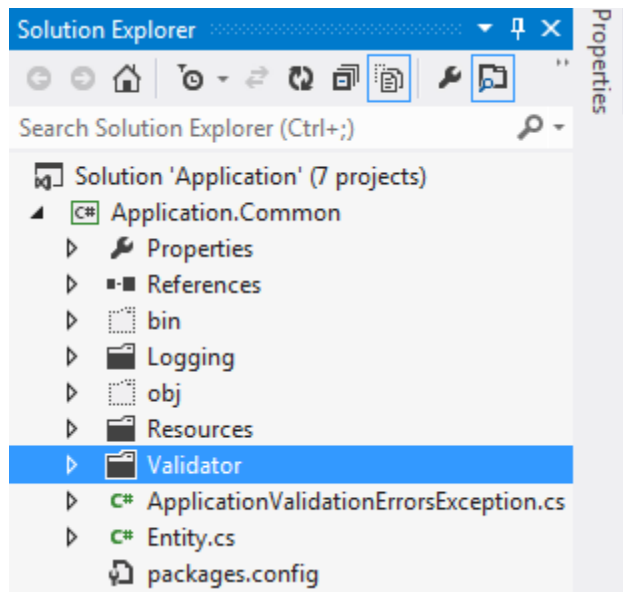 Solution Explorer
Properties
Search Solution Explorer (Ctrl+;)
Solution 'Application' (7 projects)
C# Application.Common
Properties
References
bin
Logging
obj
Resources
Validator
C# ApplicationValidationErrorsException.cs
C# Entity.cs
packages.config